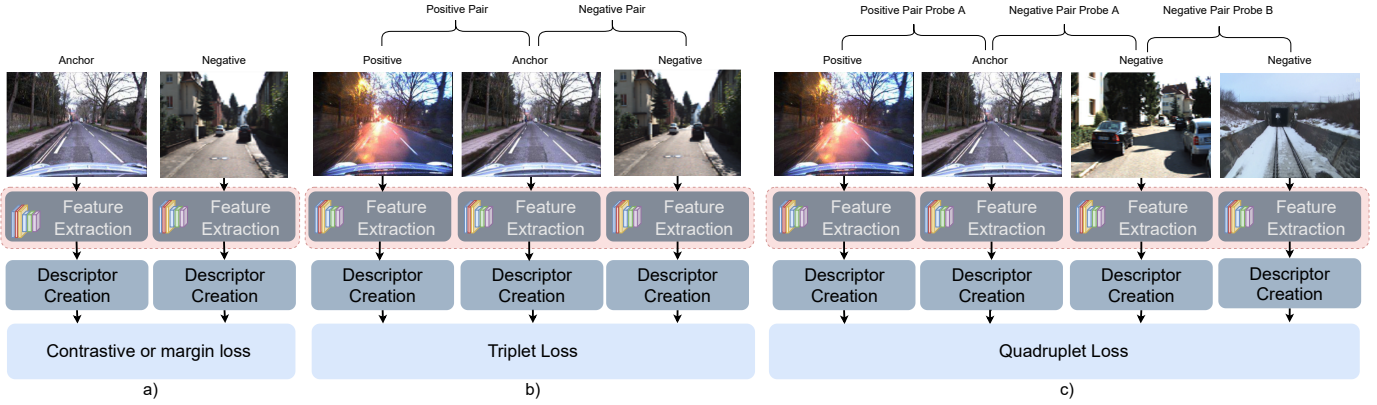 Positive Pair
Negative Pair
Positive Pair Probe A
Negative Pair Probe A
Negative Pair Probe B
Anchor
Negative
Positive
Anchor
Negative
Positive
Anchor
Negative
Negative
Feature
Extraction
Feature
Extraction
Feature
Extraction
Feature
Extraction
Feature
Extraction
Feature
Extraction
Feature
Extraction
Feature
Extraction
Feature
Extraction
Descriptor
Creation
Descriptor
Creation
Descriptor
Creation
Descriptor
Creation
Descriptor
Creation
Descriptor
Creation
Descriptor
Creation
Descriptor
Creation
Descriptor
Creation
Contrastive or margin loss
Triplet Loss
Quadruplet Loss
a)
b)
c)